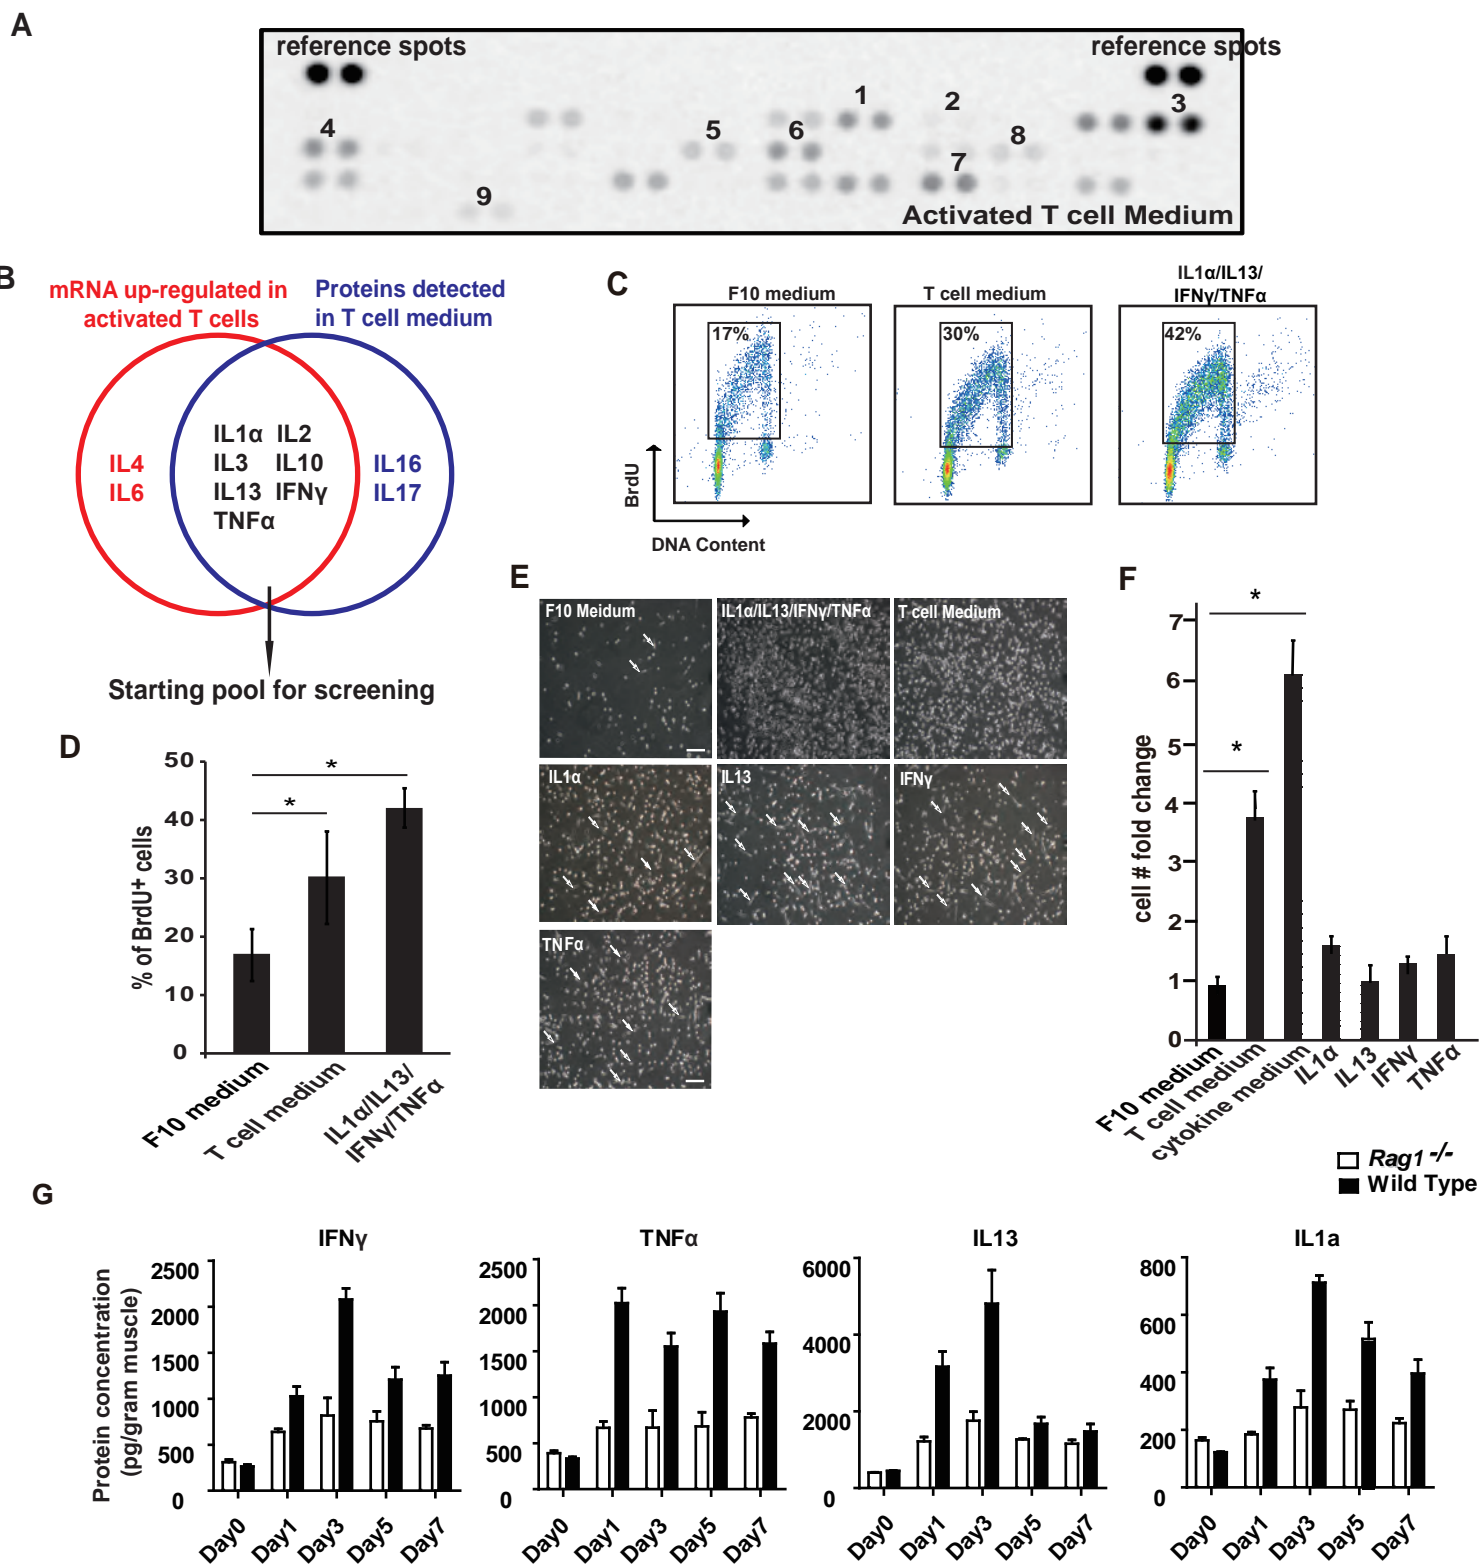 A
reference spots
reference spots
1
2
3
4
5
6
7
8
9
Activated T cell Medium
B
mRNA up-regulated in
activated T cells
Proteins detected
in T cell medium
IL4
IL6
IL1α IL2
IL3 IL10
IL13 IFNγ
TNFα
IL16
IL17
Starting pool for screening
C
F10 medium
T cell medium
IL1α/IL13/
IFNγ/TNFα
17%
30%
42%
BrdU
DNA Content
D
50
40
30
20
10
0
% of BrdU+ cells
*
*
F10 medium
T cell medium
IL1α/IL13/
IFNγ/TNFα
E
F10 Meidum
IL1α/IL13/IFNγ/TNFα
T cell Medium
IL1α
IL13
IFNγ
TNFα
F
7
6
5
4
3
2
1
0
cell # fold change
*
*
F10 medium
T cell medium
cytokine medium
IL1α
IL13
IFNγ
TNFα
Rag1 -/-
Wild Type
G
Protein concentration
(pg/gram muscle)
IFNγ
2500
2000
1500
1000
500
0
Day0
Day1
Day3
Day5
Day7
TNFα
2500
2000
1500
1000
500
0
Day0
Day1
Day3
Day5
Day7
IL13
6000
4000
2000
0
Day0
Day1
Day3
Day5
Day7
IL1a
800
600
400
200
0
Day0
Day1
Day3
Day5
Day7